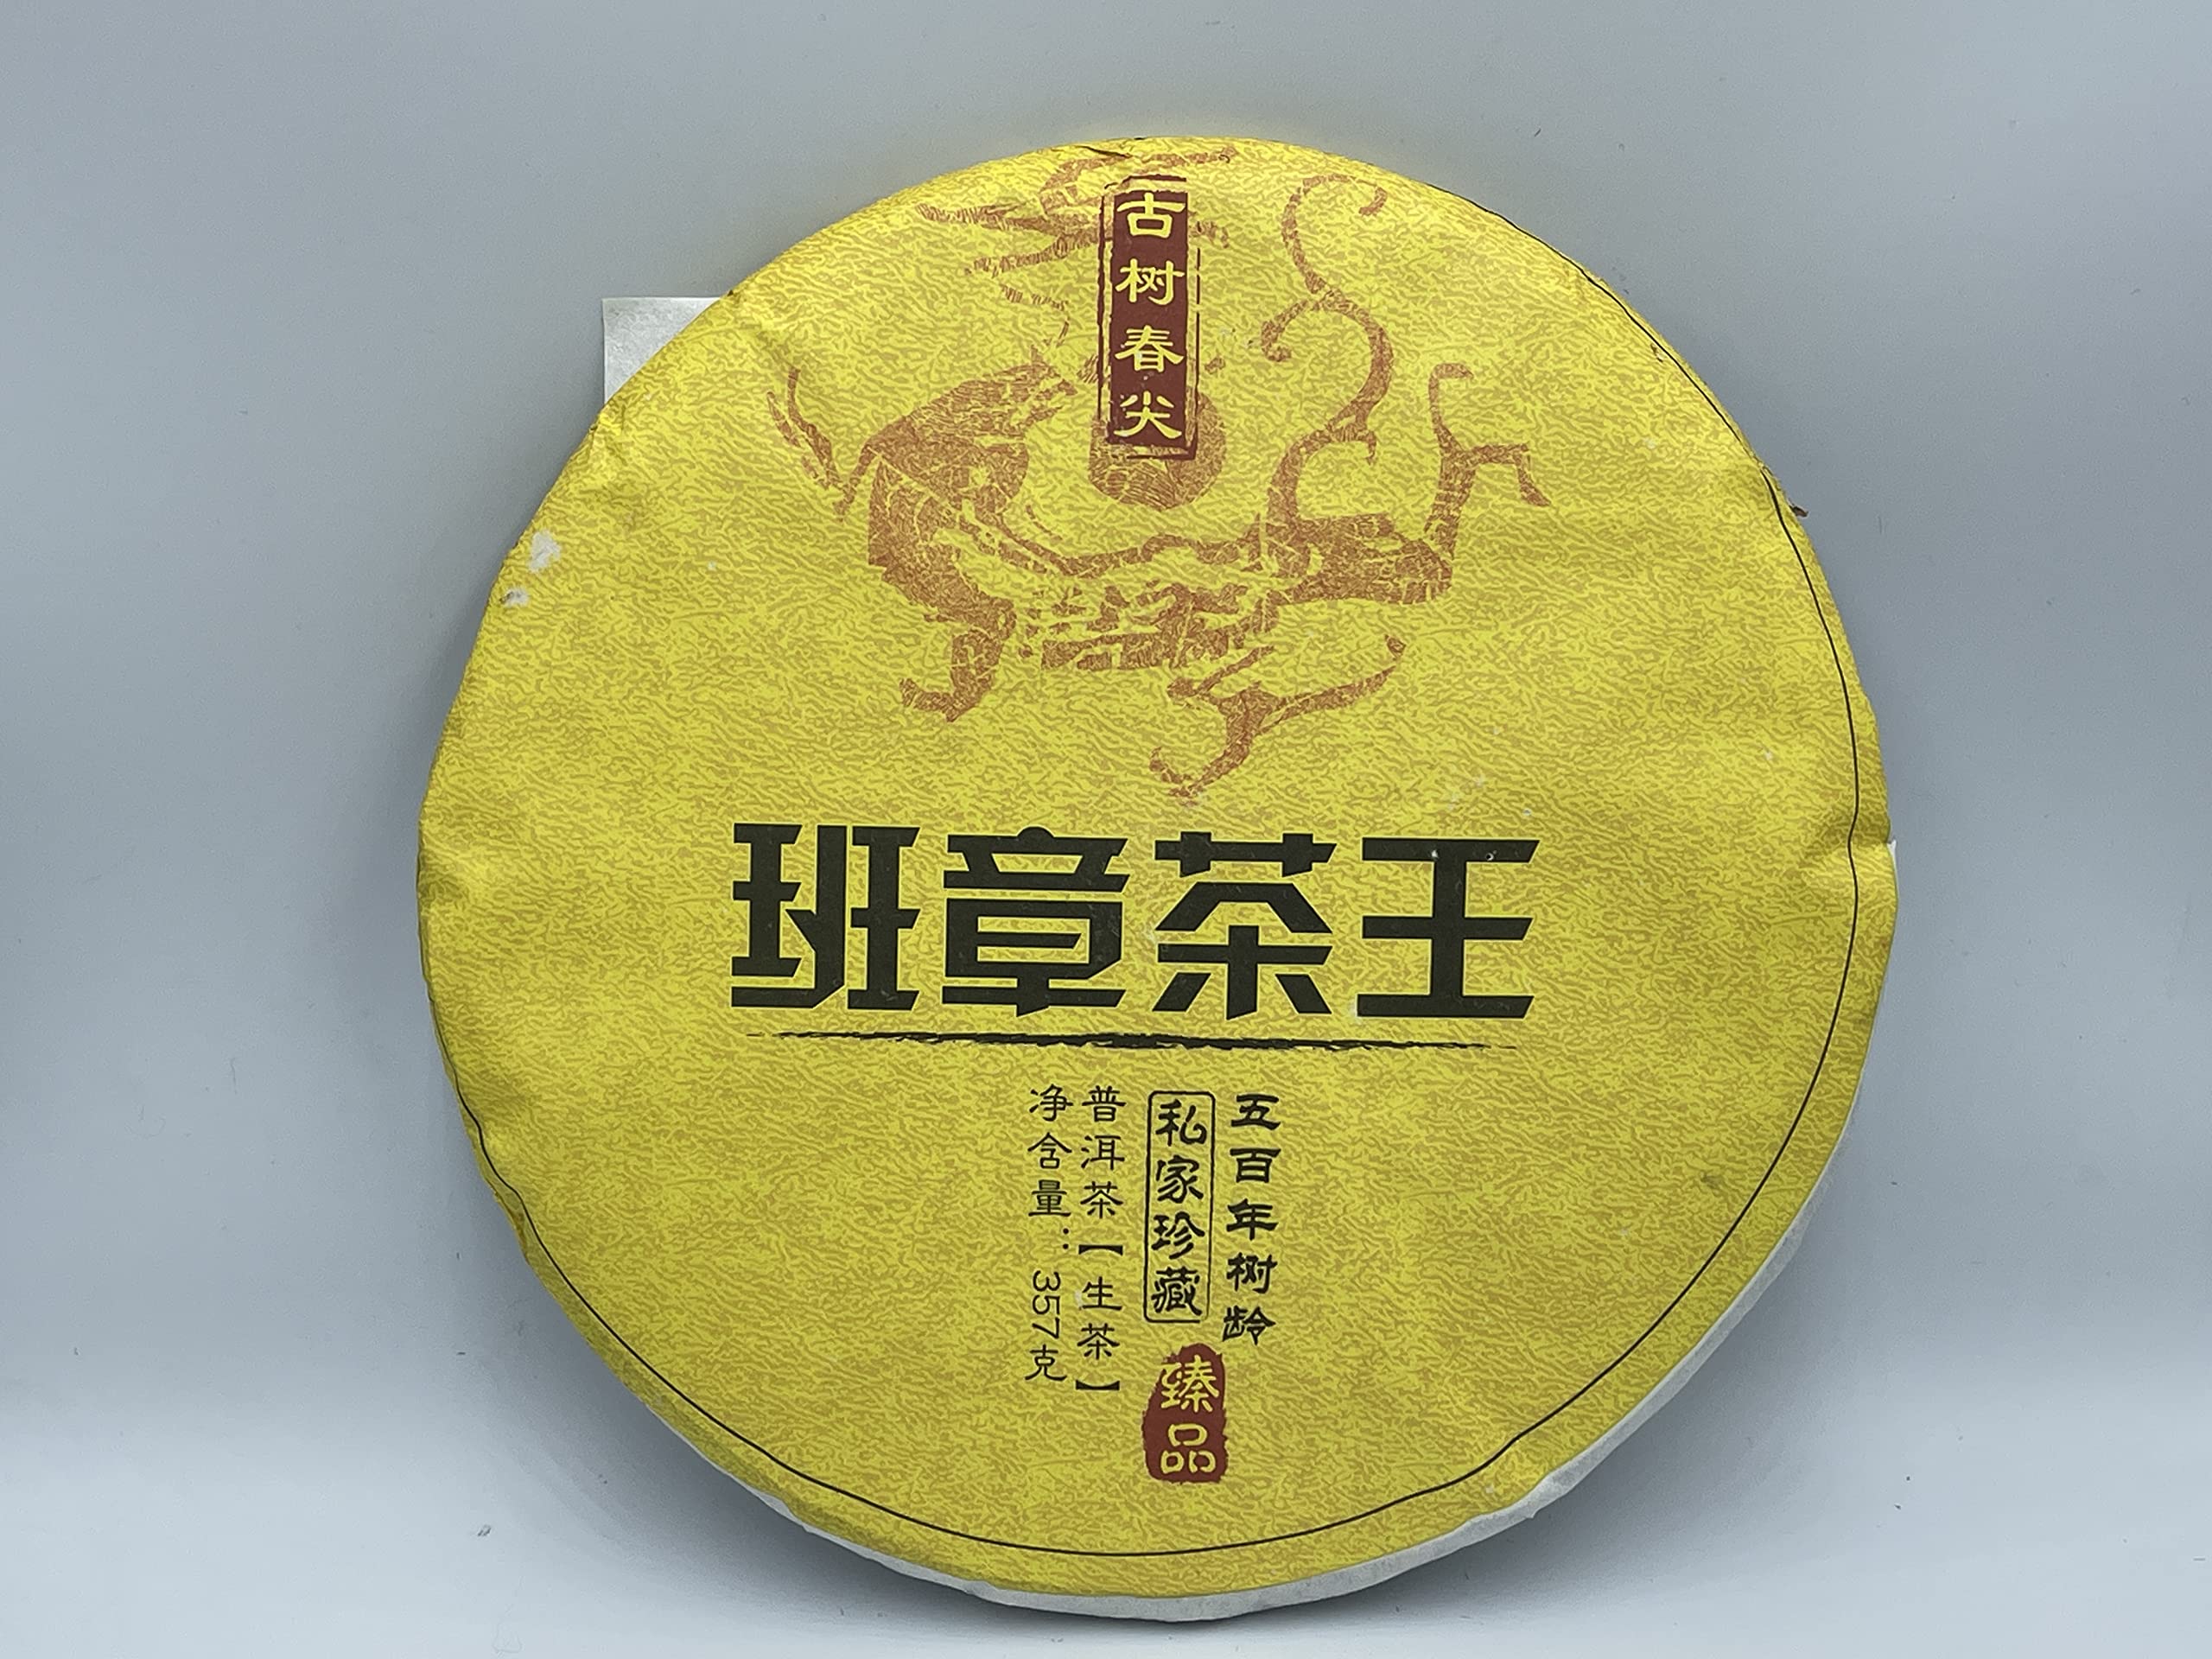 古树春尖
班章茶王
五百年树龄
私家珍藏
臻品
普洱茶【生茶】
净含量：357克